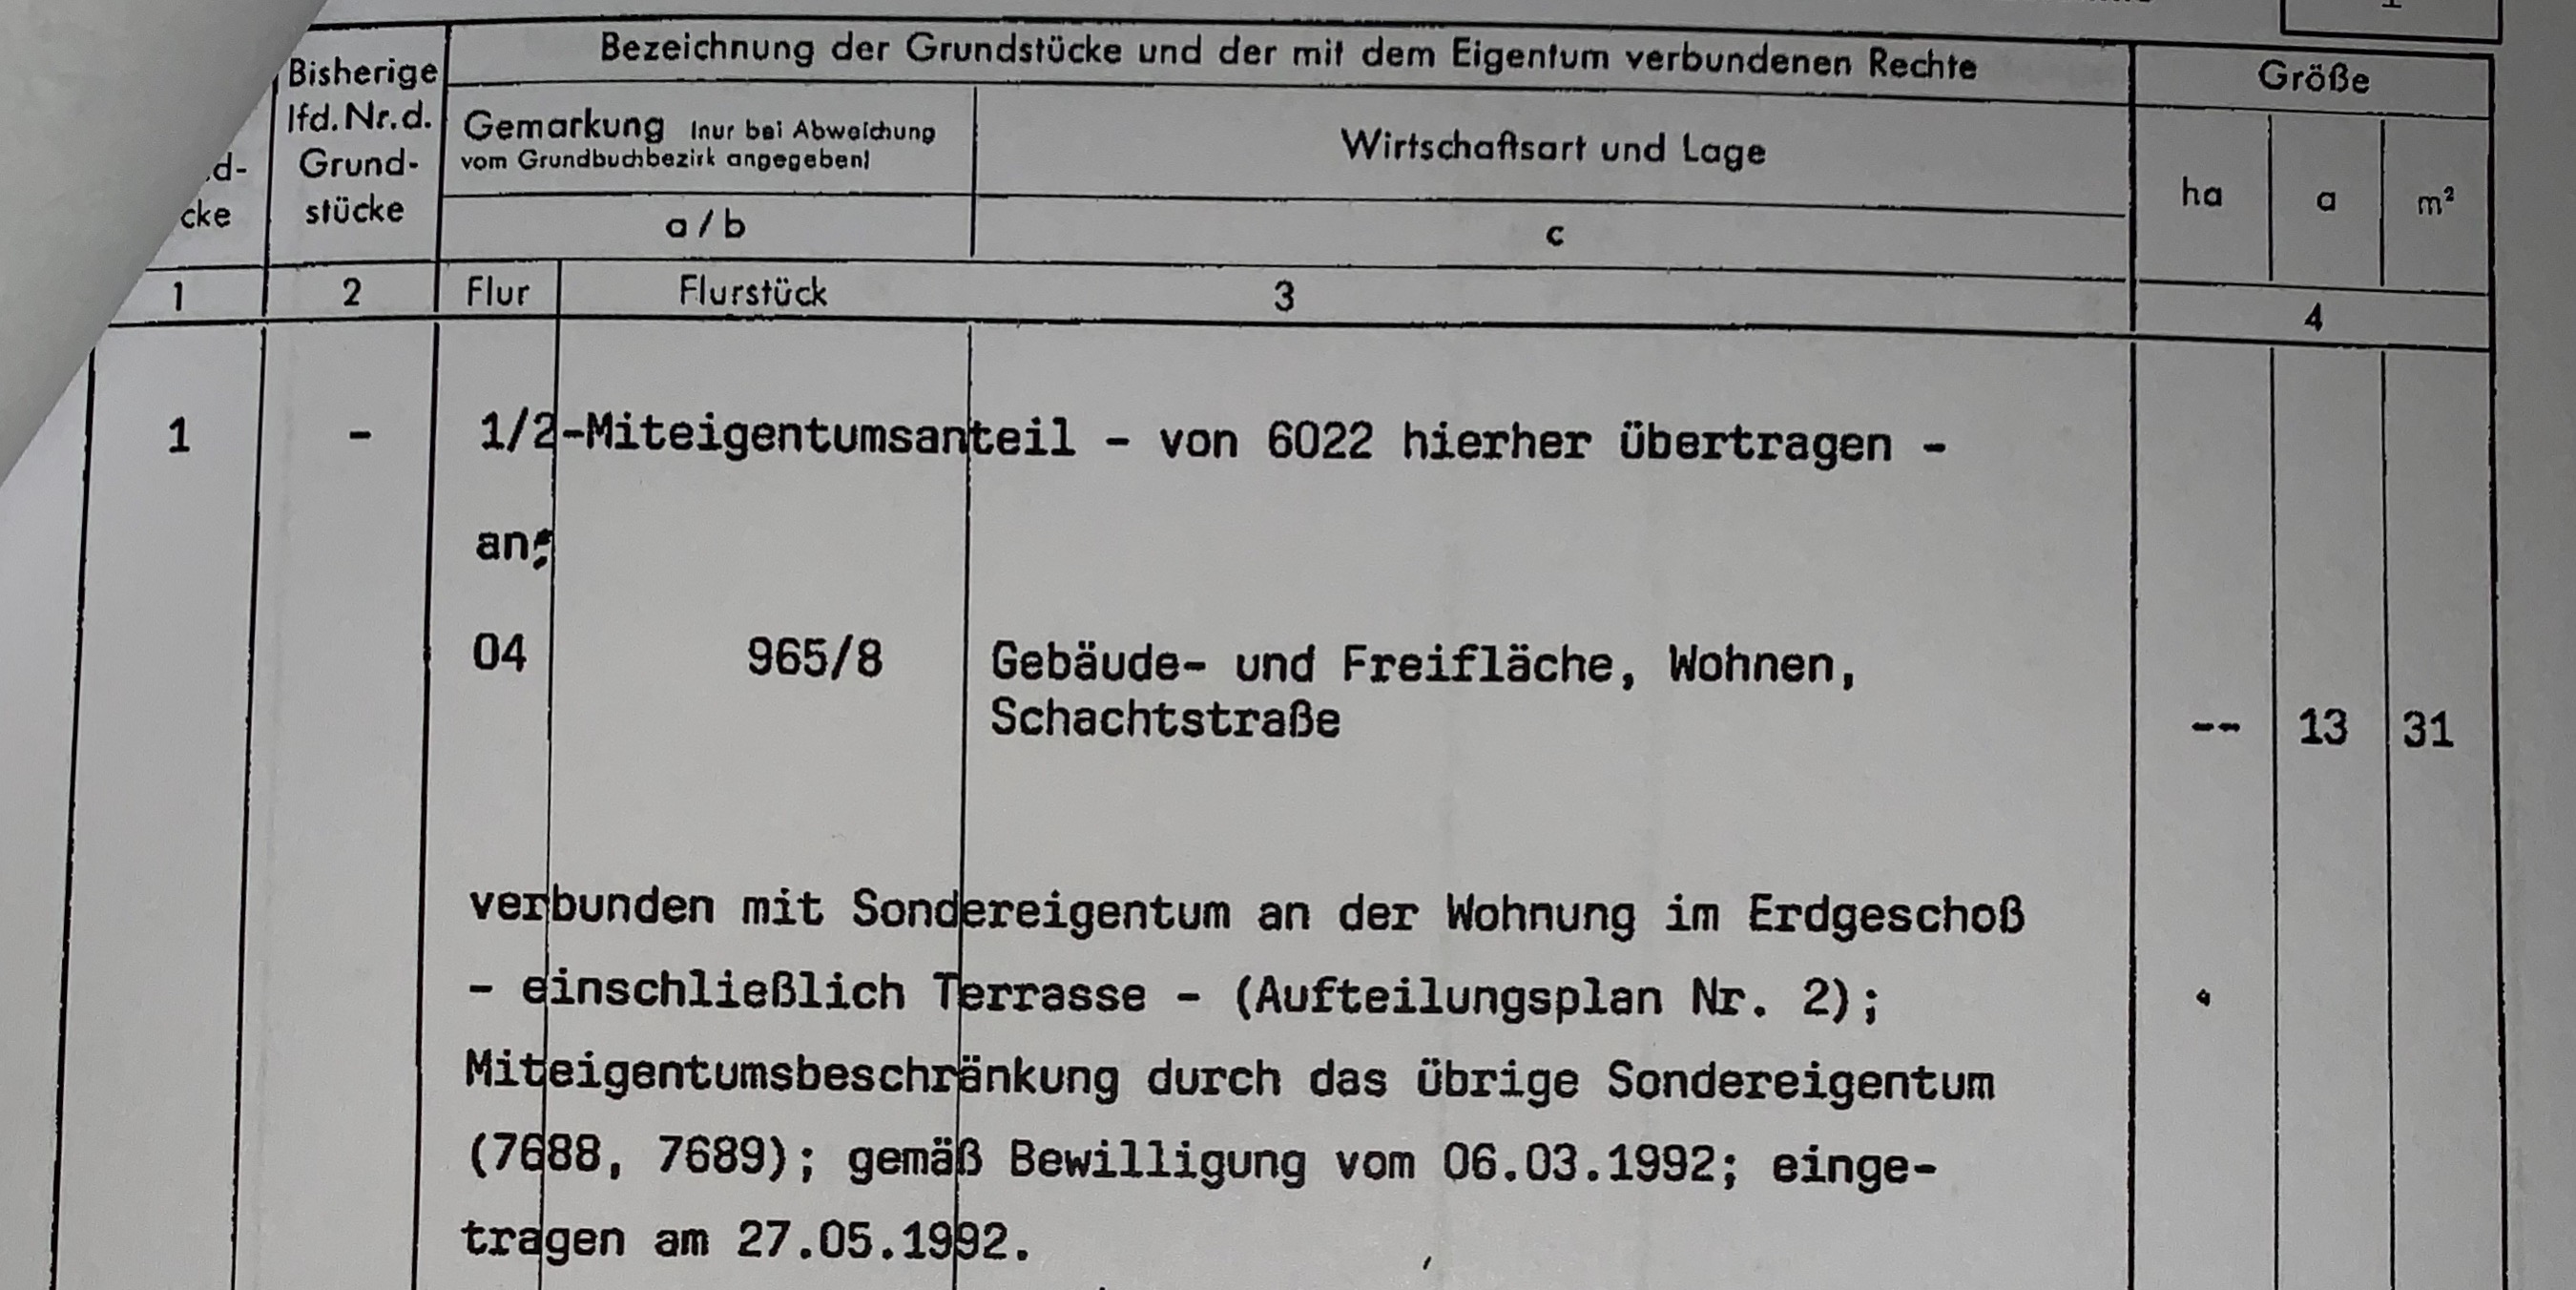 Bezeichnung der Grundstücke und der mit dem Eigentum verbundenen Rechte
Größe
Bisherige
lfd. Nr. d.
Grund-
stücke
d-
cke
Gemarkung (nur bei Abweichung
vom Grundbuchbezirk angegeben)
Wirtschaftsart und Lage
ha
a
m²
a / b
c
1
2
Flur
Flurstück
3
4
1
-
1/2-Miteigentumsanteil - von 6022 hierher übertragen -
an:
04
965/8
Gebäude- und Freifläche, Wohnen,
Schachtstraße
--
13
31
verbunden mit Sondereigentum an der Wohnung im Erdgeschoß
- einschließlich Terrasse - (Aufteilungsplan Nr. 2);
Miteigentumsbeschränkung durch das übrige Sondereigentum
(7688, 7689); gemäß Bewilligung vom 06.03.1992; einge-
tragen am 27.05.1992.